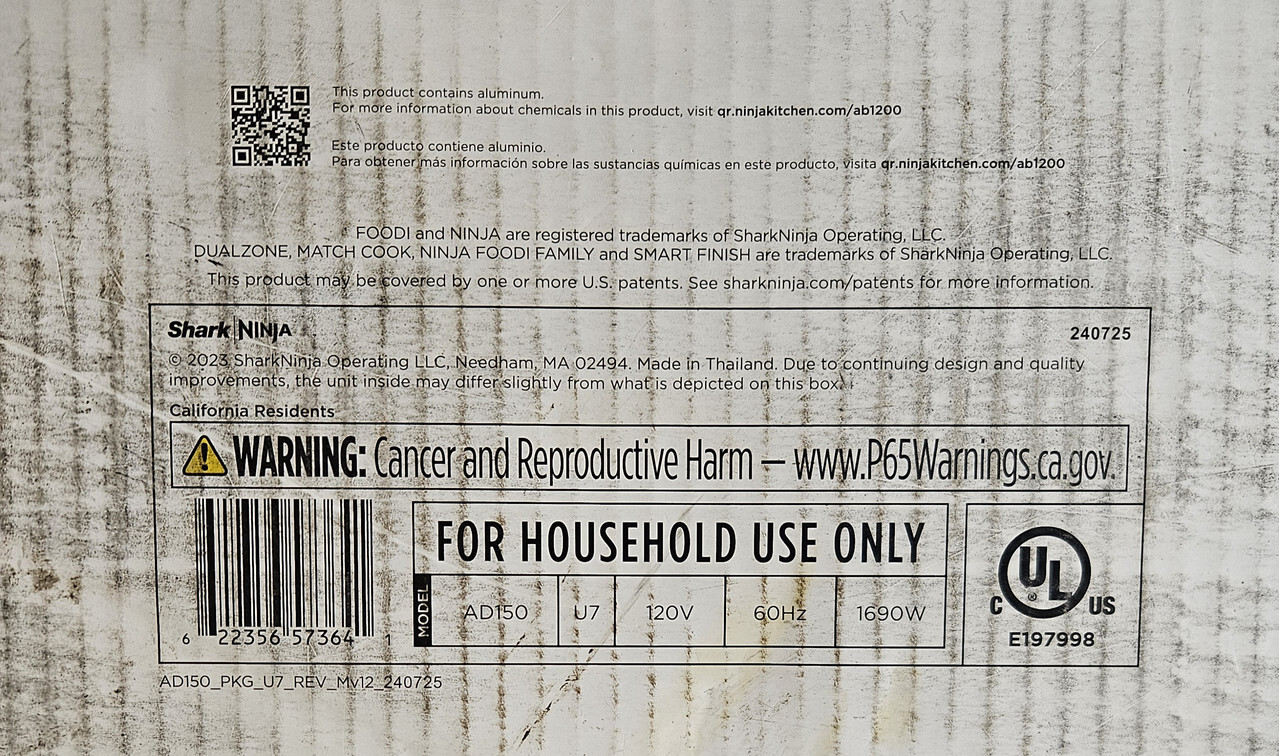 This product contains aluminum.
For more information about chemicals in this product, visit qr.ninjakitchen.com/ab1200
Este producto contiene aluminio.
Para obtener más información sobre las sustancias químicas en este producto, visita qr.ninjakitchen.com/ab1200
FOODI and NINJA are registered trademarks of SharkNinja Operating, LLC.
DUALZONE, MATCH COOK, NINJA FOODI FAMILY and SMART FINISH are trademarks of SharkNinja Operating, LLC.
This product may be covered by one or more U.S. patents. See sharkninja.com/patents for more information.
Shark|NINJA
240725
© 2023 SharkNinja Operating LLC, Needham, MA 02494. Made in Thailand. Due to continuing design and quality
improvements, the unit inside may differ slightly from what is depicted on this box.
California Residents
WARNING: Cancer and Reproductive Harm – www.P65Warnings.ca.gov.
6 22356 57364 1
FOR HOUSEHOLD USE ONLY
MODEL AD150 U7 120V 60Hz 1690W
C UL ® US
E197998
AD150_PKG_U7_REV_Mv12_240725